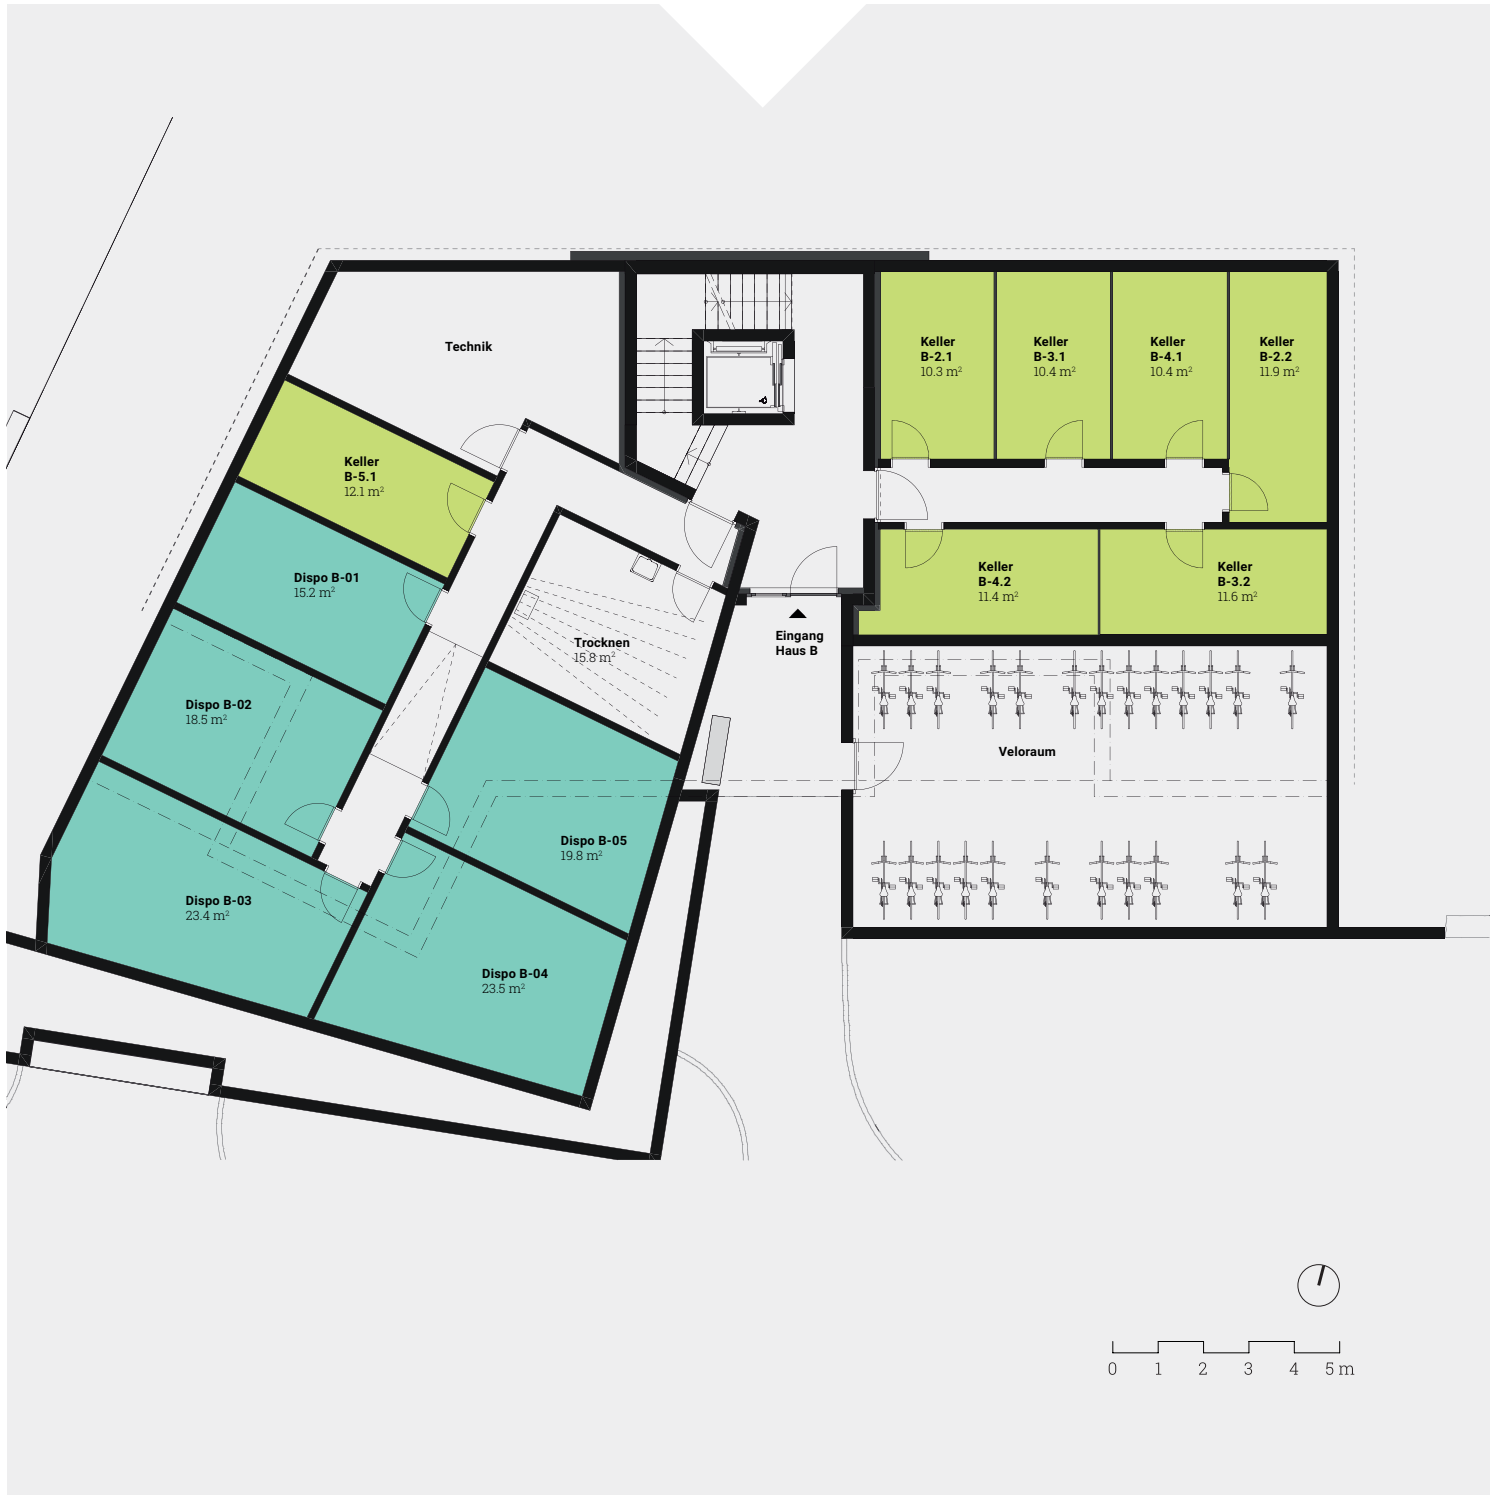 Technik
Keller
B-2.1
10.3 m²
Keller
B-3.1
10.4 m²
Keller
B-4.1
10.4 m²
Keller
B-2.2
11.9 m²
Keller
B-5.1
12.1 m²
Dispo B-01
15.2 m²
Keller
B-4.2
11.4 m²
Keller
B-3.2
11.6 m²
Trocknen
15.8 m²
Eingang
Haus B
Dispo B-02
18.5 m²
Veloraum
Dispo B-05
19.8 m²
Dispo B-03
23.4 m²
Dispo B-04
23.5 m²
0 1 2 3 4 5 m